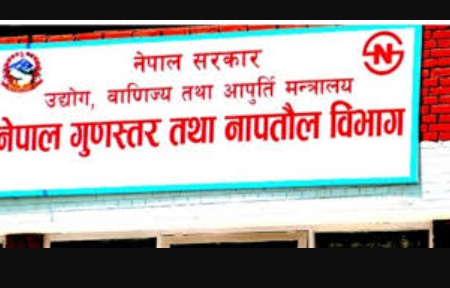 नेपाल सरकार
उद्योग, वाणिज्य तथा आपुर्ति मन्त्रालय
नेपाल गुणस्तर तथा नापतौल विभाग